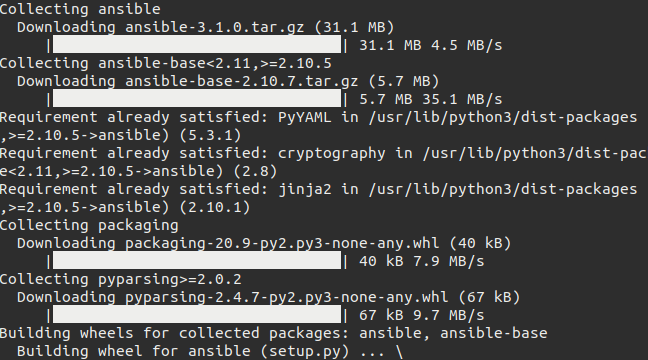 Collecting ansible
  Downloading ansible-3.1.0.tar.gz (31.1 MB)
     || 31.1 MB 4.5 MB/s
Collecting ansible-base<2.11,>=2.10.5
  Downloading ansible-base-2.10.7.tar.gz (5.7 MB)
     || 5.7 MB 35.1 MB/s
Requirement already satisfied: PyYAML in /usr/lib/python3/dist-packages
,>=2.10.5->ansible) (5.3.1)
Requirement already satisfied: cryptography in /usr/lib/python3/dist-pac
e<2.11,>=2.10.5->ansible) (2.8)
Requirement already satisfied: jinja2 in /usr/lib/python3/dist-packages
,>=2.10.5->ansible) (2.10.1)
Collecting packaging
  Downloading packaging-20.9-py2.py3-none-any.whl (40 kB)
     || 40 kB 7.9 MB/s
Collecting pyparsing>=2.0.2
  Downloading pyparsing-2.4.7-py2.py3-none-any.whl (67 kB)
     || 67 kB 9.7 MB/s
Building wheels for collected packages: ansible, ansible-base
  Building wheel for ansible (setup.py) ... \